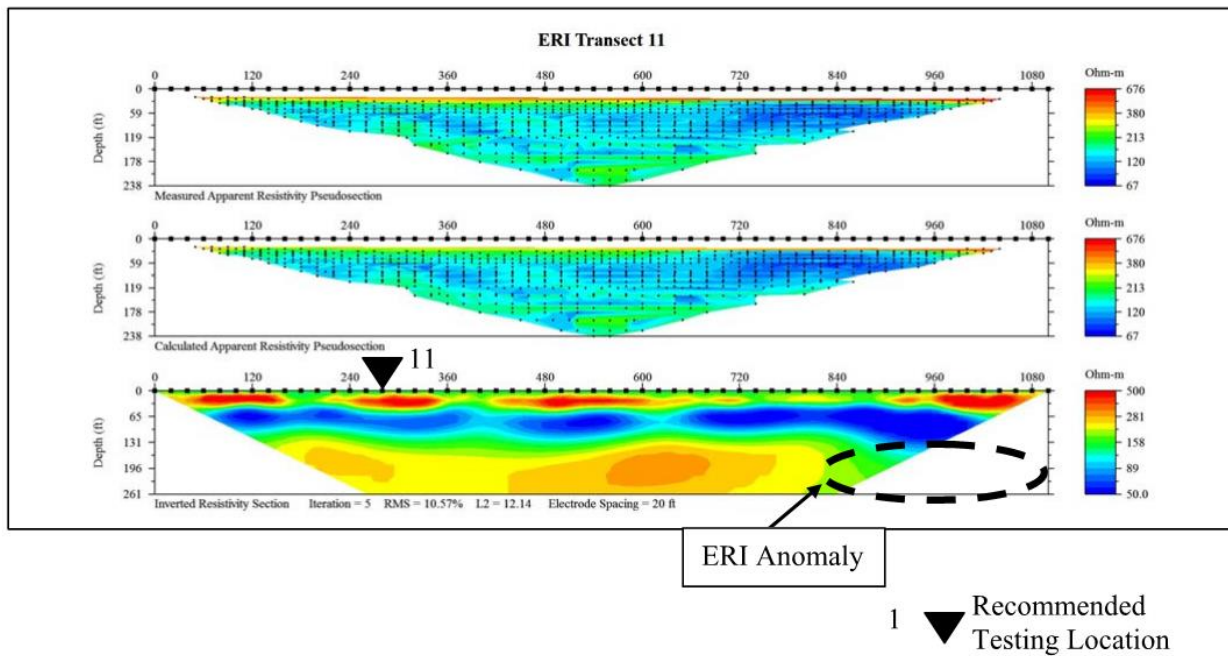 ERI Transect 11
0 120 240 360 480 600 720 840 960 1080
Ohm-m
0
59
119
178
238
Depth (ft)
676
380
213
120
67
Measured Apparent Resistivity Pseudosection
0 120 240 360 480 600 720 840 960 1080
Ohm-m
0
59
119
178
238
Depth (ft)
676
380
213
120
67
Calculated Apparent Resistivity Pseudosection
11
0 120 240 360 480 600 720 840 960 1080
Ohm-m
0
65
131
196
261
Depth (ft)
500
281
158
89
50.0
Inverted Resistivity Section Iteration = 5 RMS = 10.57% L2 = 12.14 Electrode Spacing = 20 ft
ERI Anomaly
1 Recommended
Testing Location